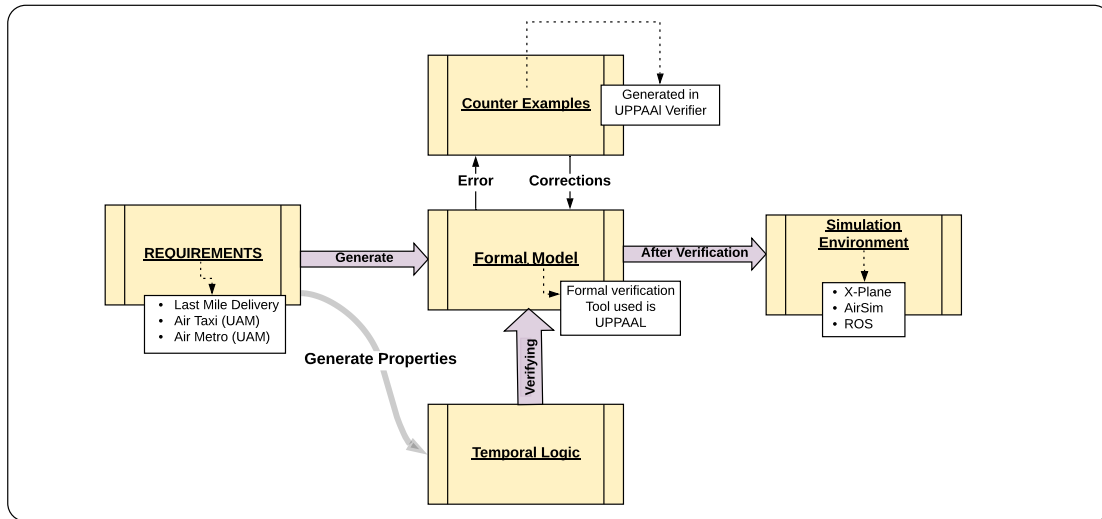 Counter Examples
Generated in
UPPAAl Verifier
Error
Corrections
REQUIREMENTS
• Last Mile Delivery
• Air Taxi (UAM)
• Air Metro (UAM)
Generate
Formal Model
Formal verification
Tool used is
UPPAAL
After Verification
Simulation
Environment
• X-Plane
• AirSim
• ROS
Generate Properties
Verifying
Temporal Logic